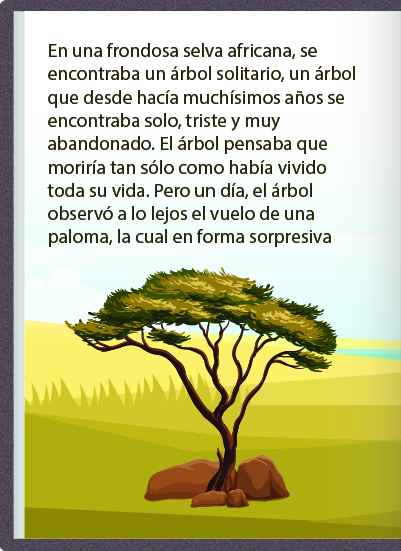 En una frondosa selva africana, se
encontraba un árbol solitario, un árbol
que desde hacía muchísimos años se
encontraba solo, triste y muy
abandonado. El árbol pensaba que
moriría tan sólo como había vivido
toda su vida. Pero un día, el árbol
observó a lo lejos el vuelo de una
paloma, la cual en forma sorpresiva